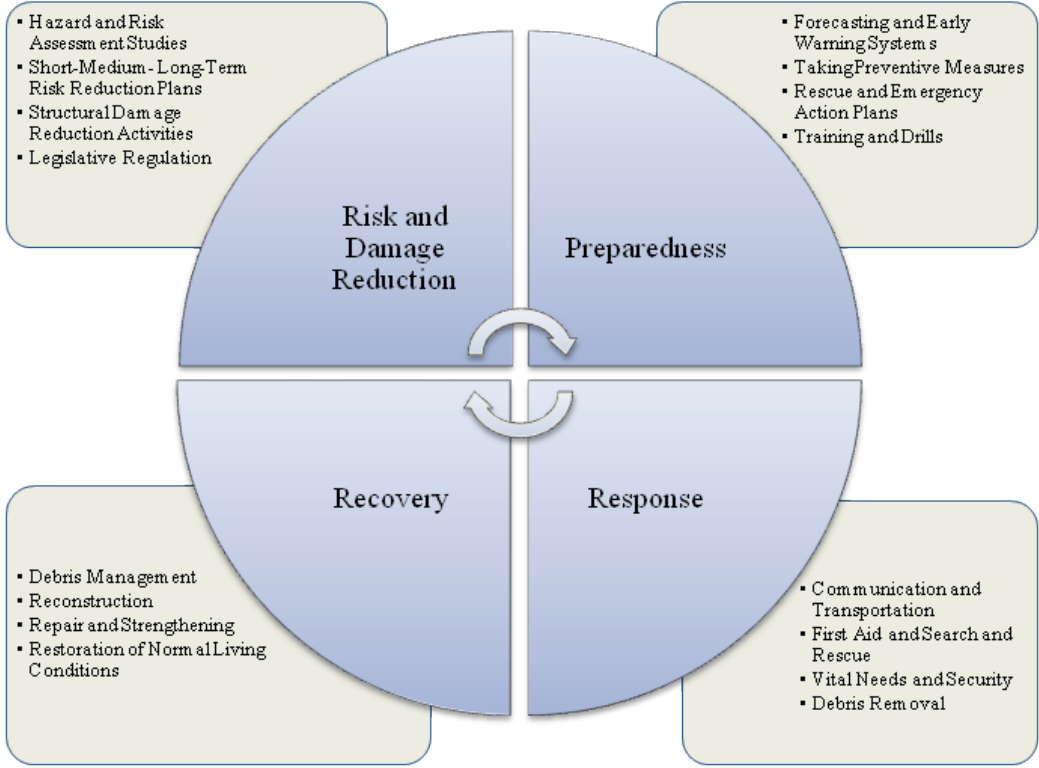 ▪ Hazard and Risk
Assessment Studies
▪ Short-Medium- Long-Term
Risk Reduction Plans
▪ Structural Damage
Reduction Activities
▪ Legislative Regulation
▪ Forecasting and Early
Warning Systems
▪ Taking Preventive Measures
▪ Rescue and Emergency
Action Plans
▪ Training and Drills
Risk and
Damage
Reduction
Preparedness
Recovery
Response
▪ Debris Management
▪ Reconstruction
▪ Repair and Strengthening
▪ Restoration of Normal Living
Conditions
▪ Communication and
Transportation
▪ First Aid and Search and
Rescue
▪ Vital Needs and Security
▪ Debris Removal